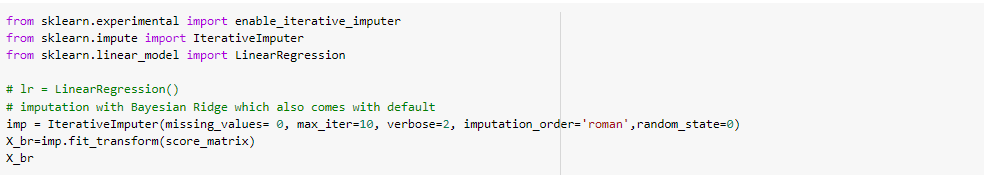 from sklearn.experimental import enable_iterative_imputer
from sklearn.impute import IterativeImputer
from sklearn.linear_model import LinearRegression
# lr = LinearRegression()
# imputation with Bayesian Ridge which also comes with default
imp = IterativeImputer(missing_values= 0, max_iter=10, verbose=2, imputation_order='roman',random_state=0)
X_br=imp.fit_transform(score_matrix)
X_br